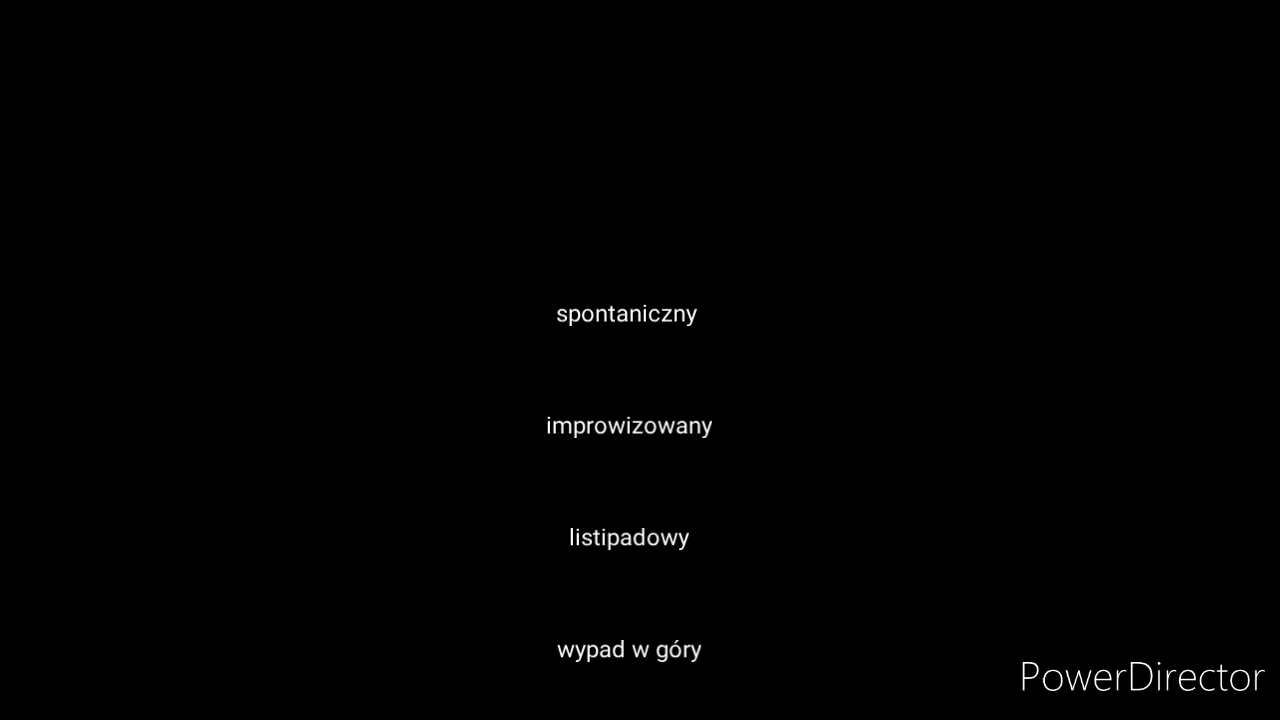 spontaniczny
improwizowany
listipadowy
wypad w góry
PowerDirector